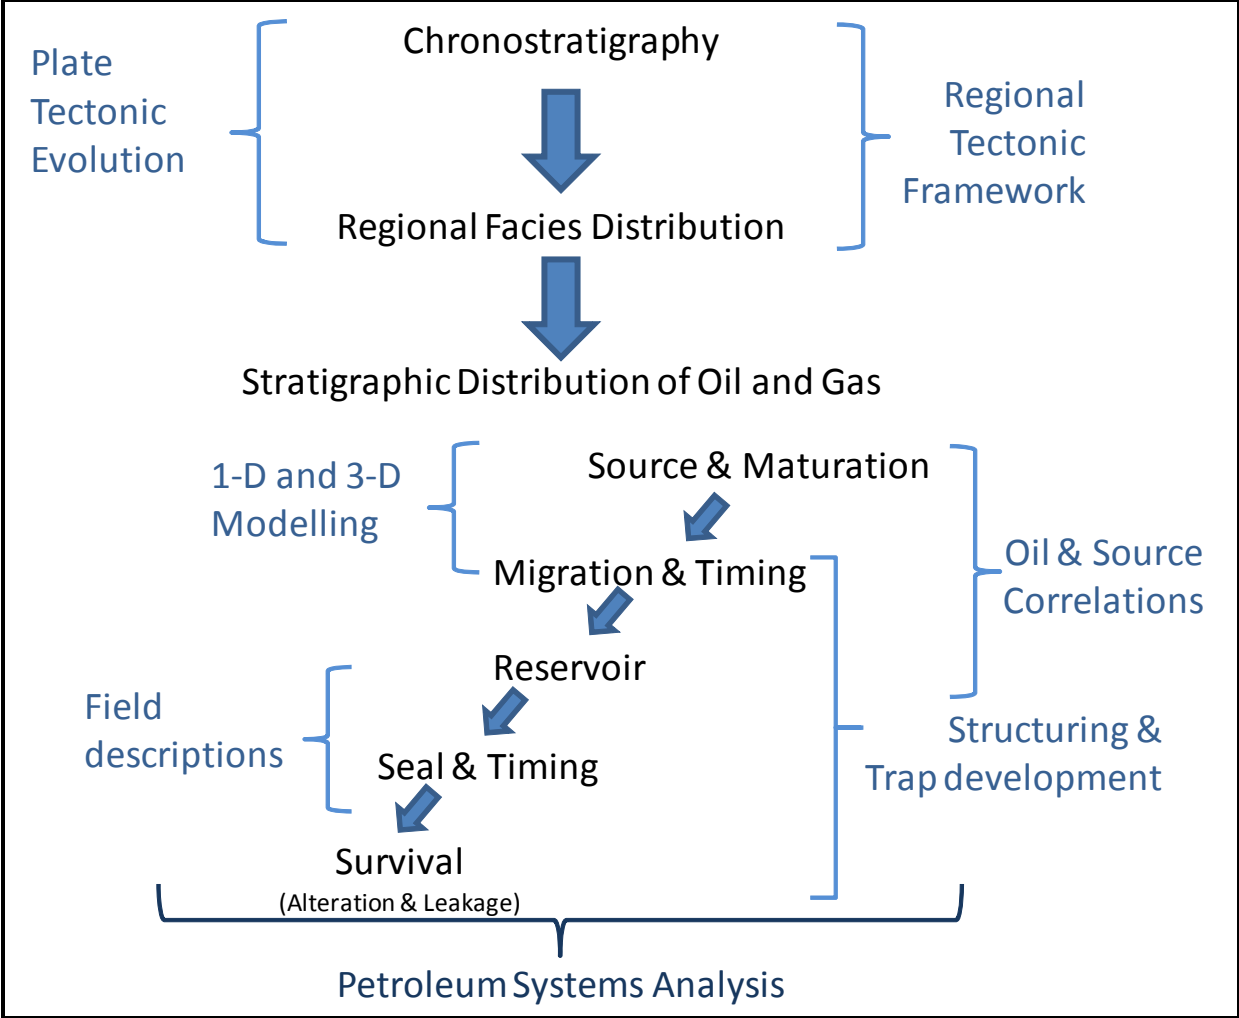 Chronostratigraphy
Plate
Tectonic
Evolution
Regional
Tectonic
Framework
Regional Facies Distribution
Stratigraphic Distribution of Oil and Gas
Source & Maturation
1-D and 3-D
Modelling
Oil & Source
Correlations
Migration & Timing
Reservoir
Field
descriptions
Structuring &
Trap development
Seal & Timing
Survival
(Alteration & Leakage)
Petroleum Systems Analysis